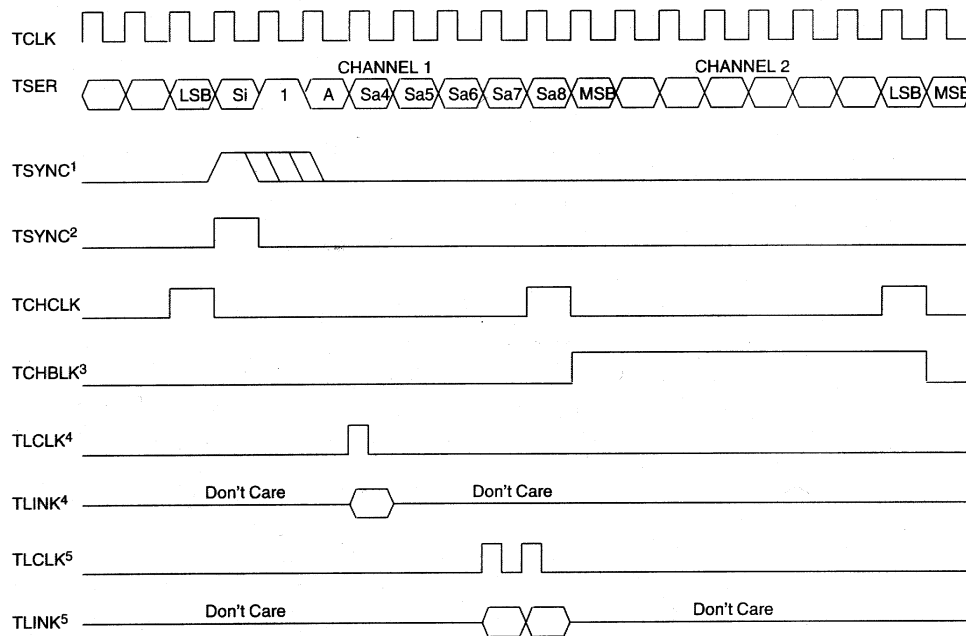 TCLK
CHANNEL 1 CHANNEL 2
TSER LSB Si 1 A Sa4 Sa5 Sa6 Sa7 Sa8 MSB LSB MSB
TSYNC¹
TSYNC²
TCHCLK
TCHBLK³
TLCLK⁴
TLINK⁴ Don't Care Don't Care
TLCLK⁵
TLINK⁵ Don't Care Don't Care